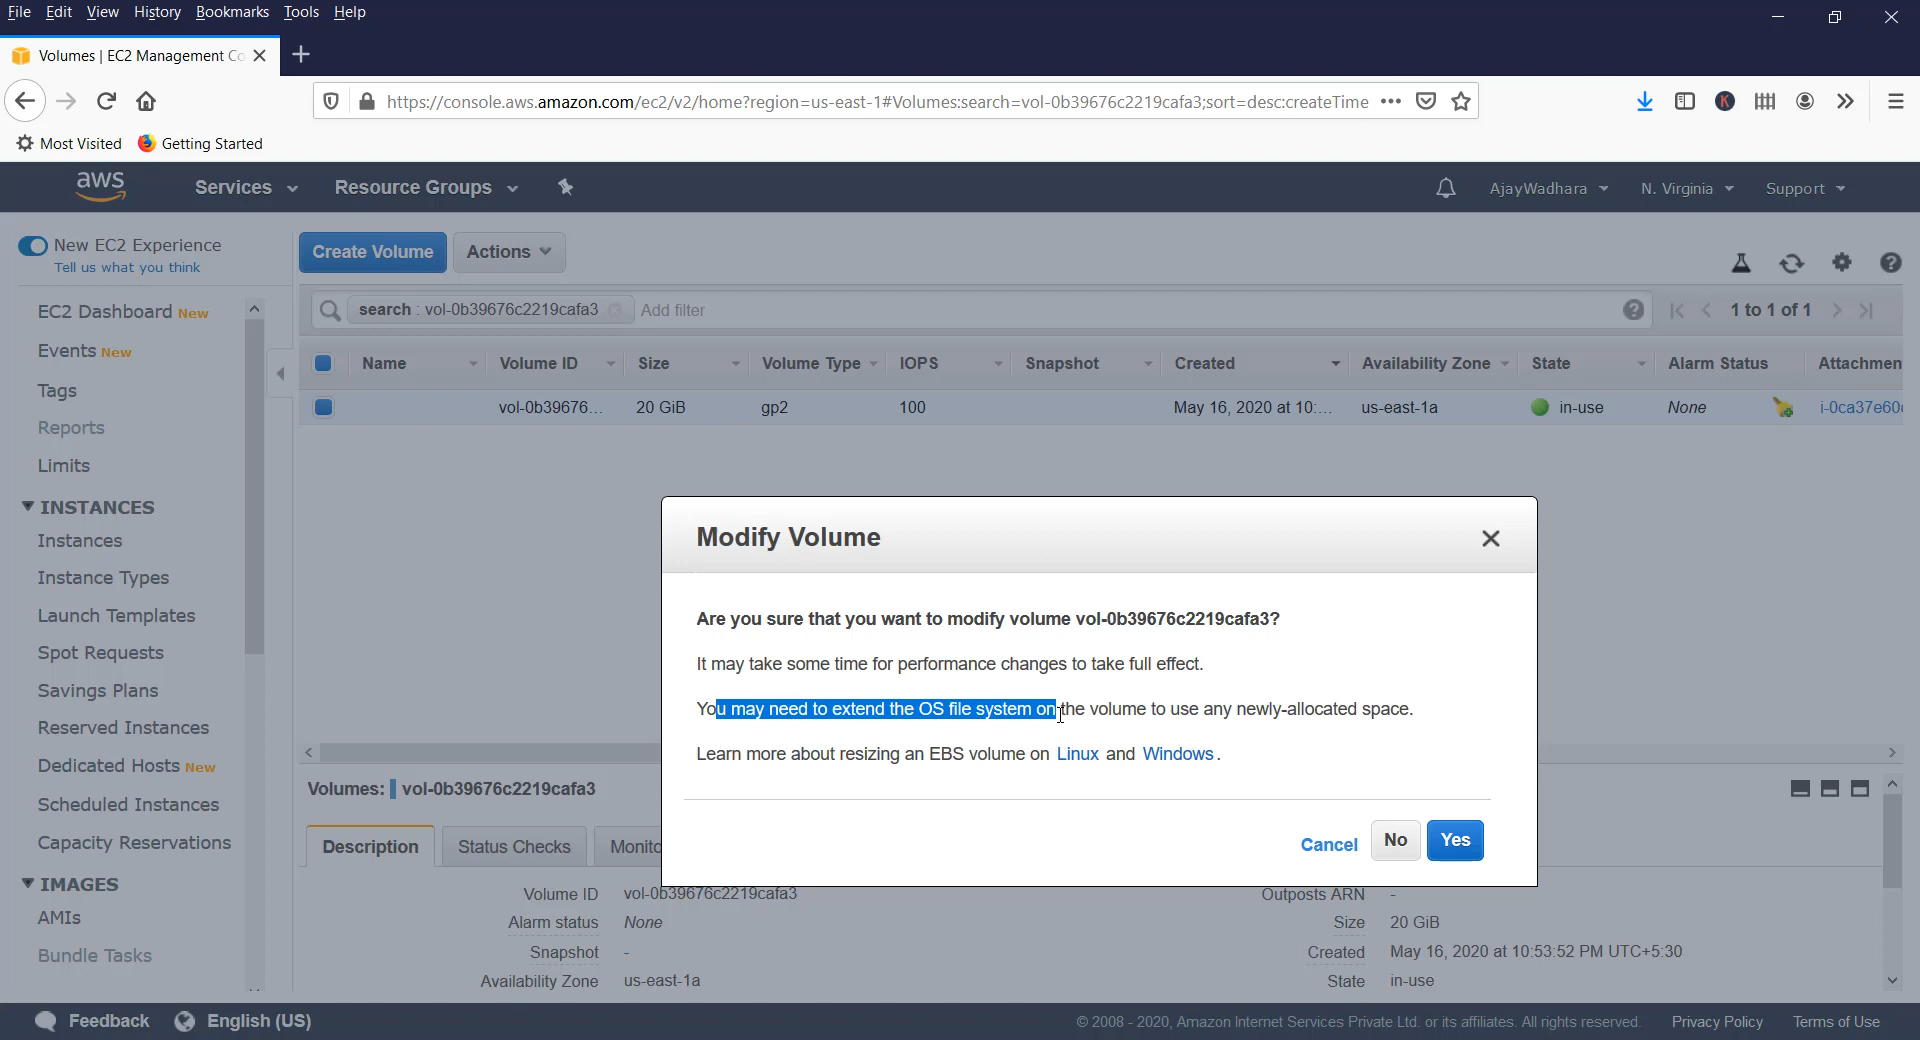 File Edit View History Bookmarks Tools Help
Volumes | EC2 Management Co
https://console.aws.amazon.com/ec2/v2/home?region=us-east-1#Volumes:search=vol-0b39676c2219cafa3;sort=desc:createTime
Most Visited Getting Started
aws Services Resource Groups AjayWadhara N. Virginia Support
New EC2 Experience
Tell us what you think
Create Volume Actions
EC2 Dashboard New
Events New
Tags
Reports
Limits
INSTANCES
Instances
Instance Types
Launch Templates
Spot Requests
Savings Plans
Reserved Instances
Dedicated Hosts New
Scheduled Instances
Capacity Reservations
IMAGES
AMIs
Bundle Tasks
search : vol-0b39676c2219cafa3 Add filter 1 to 1 of 1
Name Volume ID Size Volume Type IOPS Snapshot Created Availability Zone State Alarm Status Attachmen
vol-0b39676... 20 GiB gp2 100 May 16, 2020 at 10:... us-east-1a in-use None i-0ca37e60
Modify Volume
Are you sure that you want to modify volume vol-0b39676c2219cafa3?
It may take some time for performance changes to take full effect.
You may need to extend the OS file system on the volume to use any newly-allocated space.
Learn more about resizing an EBS volume on Linux and Windows.
Cancel No Yes
Volumes: vol-0b39676c2219cafa3
Description Status Checks Monito
Volume ID vol-0b39676c2219cafa3 Outposts ARN -
Alarm status None Size 20 GiB
Snapshot - Created May 16, 2020 at 10:53:52 PM UTC+5:30
Availability Zone us-east-1a State in-use
Feedback English (US) © 2008 - 2020, Amazon Internet Services Private Ltd. or its affiliates. All rights reserved. Privacy Policy Terms of Use